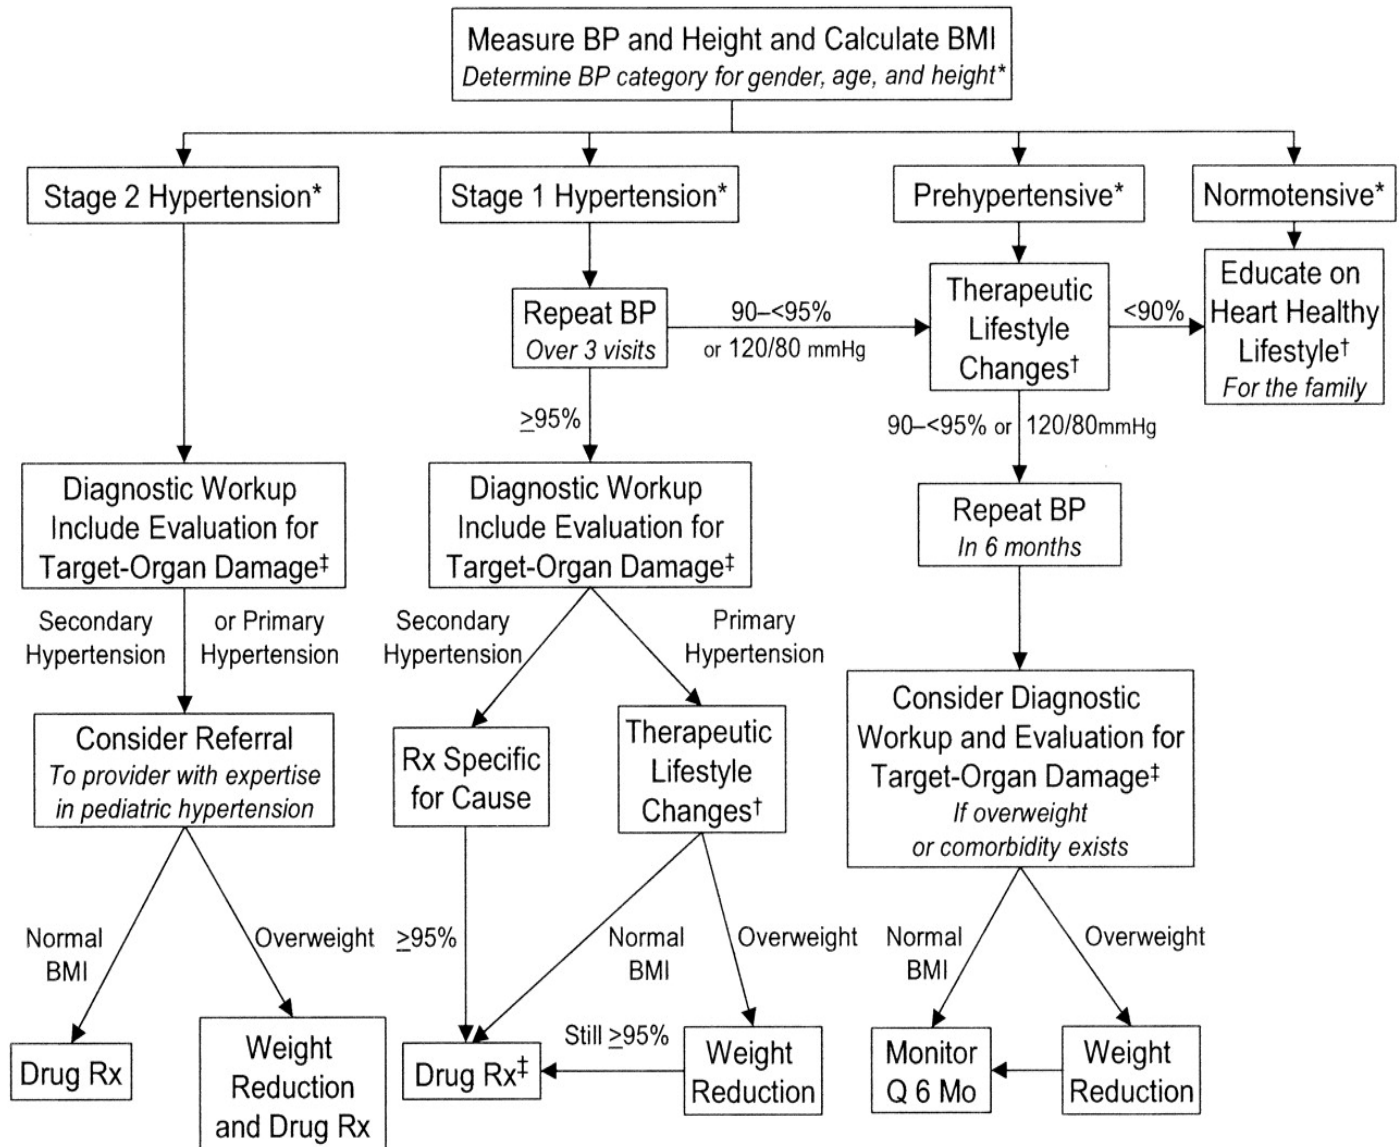 Measure BP and Height and Calculate BMI
Determine BP category for gender, age, and height*
Stage 2 Hypertension*
Stage 1 Hypertension*
Prehypertensive*
Normotensive*
Repeat BP
Over 3 visits
90–<95%
or 120/80 mmHg
Therapeutic
Lifestyle
Changes†
<90%
Educate on
Heart Healthy
Lifestyle†
For the family
≥95%
90–<95% or 120/80mmHg
Diagnostic Workup
Include Evaluation for
Target-Organ Damage‡
Diagnostic Workup
Include Evaluation for
Target-Organ Damage‡
Repeat BP
In 6 months
Secondary
Hypertension
or Primary
Hypertension
Secondary
Hypertension
Primary
Hypertension
Consider Referral
To provider with expertise
in pediatric hypertension
Rx Specific
for Cause
Therapeutic
Lifestyle
Changes†
Consider Diagnostic
Workup and Evaluation for
Target-Organ Damage‡
If overweight
or comorbidity exists
Normal
BMI
Overweight
≥95%
Normal
BMI
Overweight
Normal
BMI
Overweight
Drug Rx
Weight
Reduction
and Drug Rx
Drug Rx‡
Still ≥95%
Weight
Reduction
Monitor
Q 6 Mo
Weight
Reduction